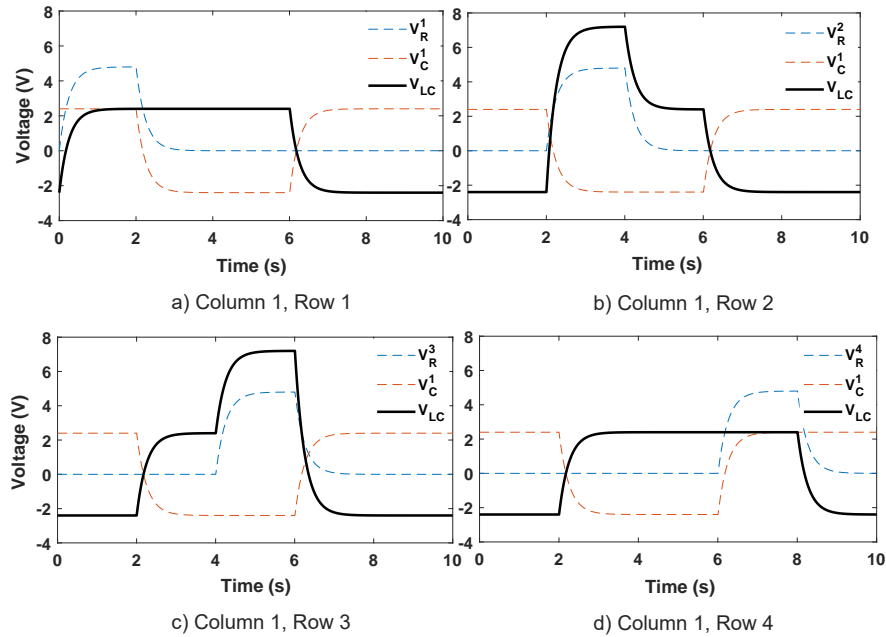 8
6
4
2
0
-2
-4
0 2 4 6 8 10
Voltage (V)
Time (s)
V_R^1
V_C^1
V_LC
a) Column 1, Row 1
8
6
4
2
0
-2
-4
0 2 4 6 8 10
Time (s)
V_R^2
V_C^1
V_LC
b) Column 1, Row 2
8
6
4
2
0
-2
-4
0 2 4 6 8 10
Voltage (V)
Time (s)
V_R^3
V_C^1
V_LC
c) Column 1, Row 3
8
6
4
2
0
-2
-4
0 2 4 6 8 10
Time (s)
V_R^4
V_C^1
V_LC
d) Column 1, Row 4